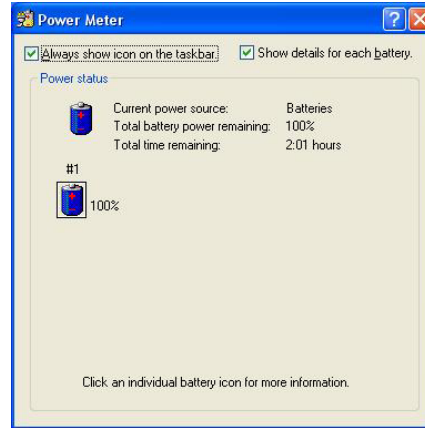 Power Meter
Always show icon on the taskbar.
Show details for each battery.
Power status
Current power source: Batteries
Total battery power remaining: 100%
Total time remaining: 2:01 hours
#1
100%
Click an individual battery icon for more information.